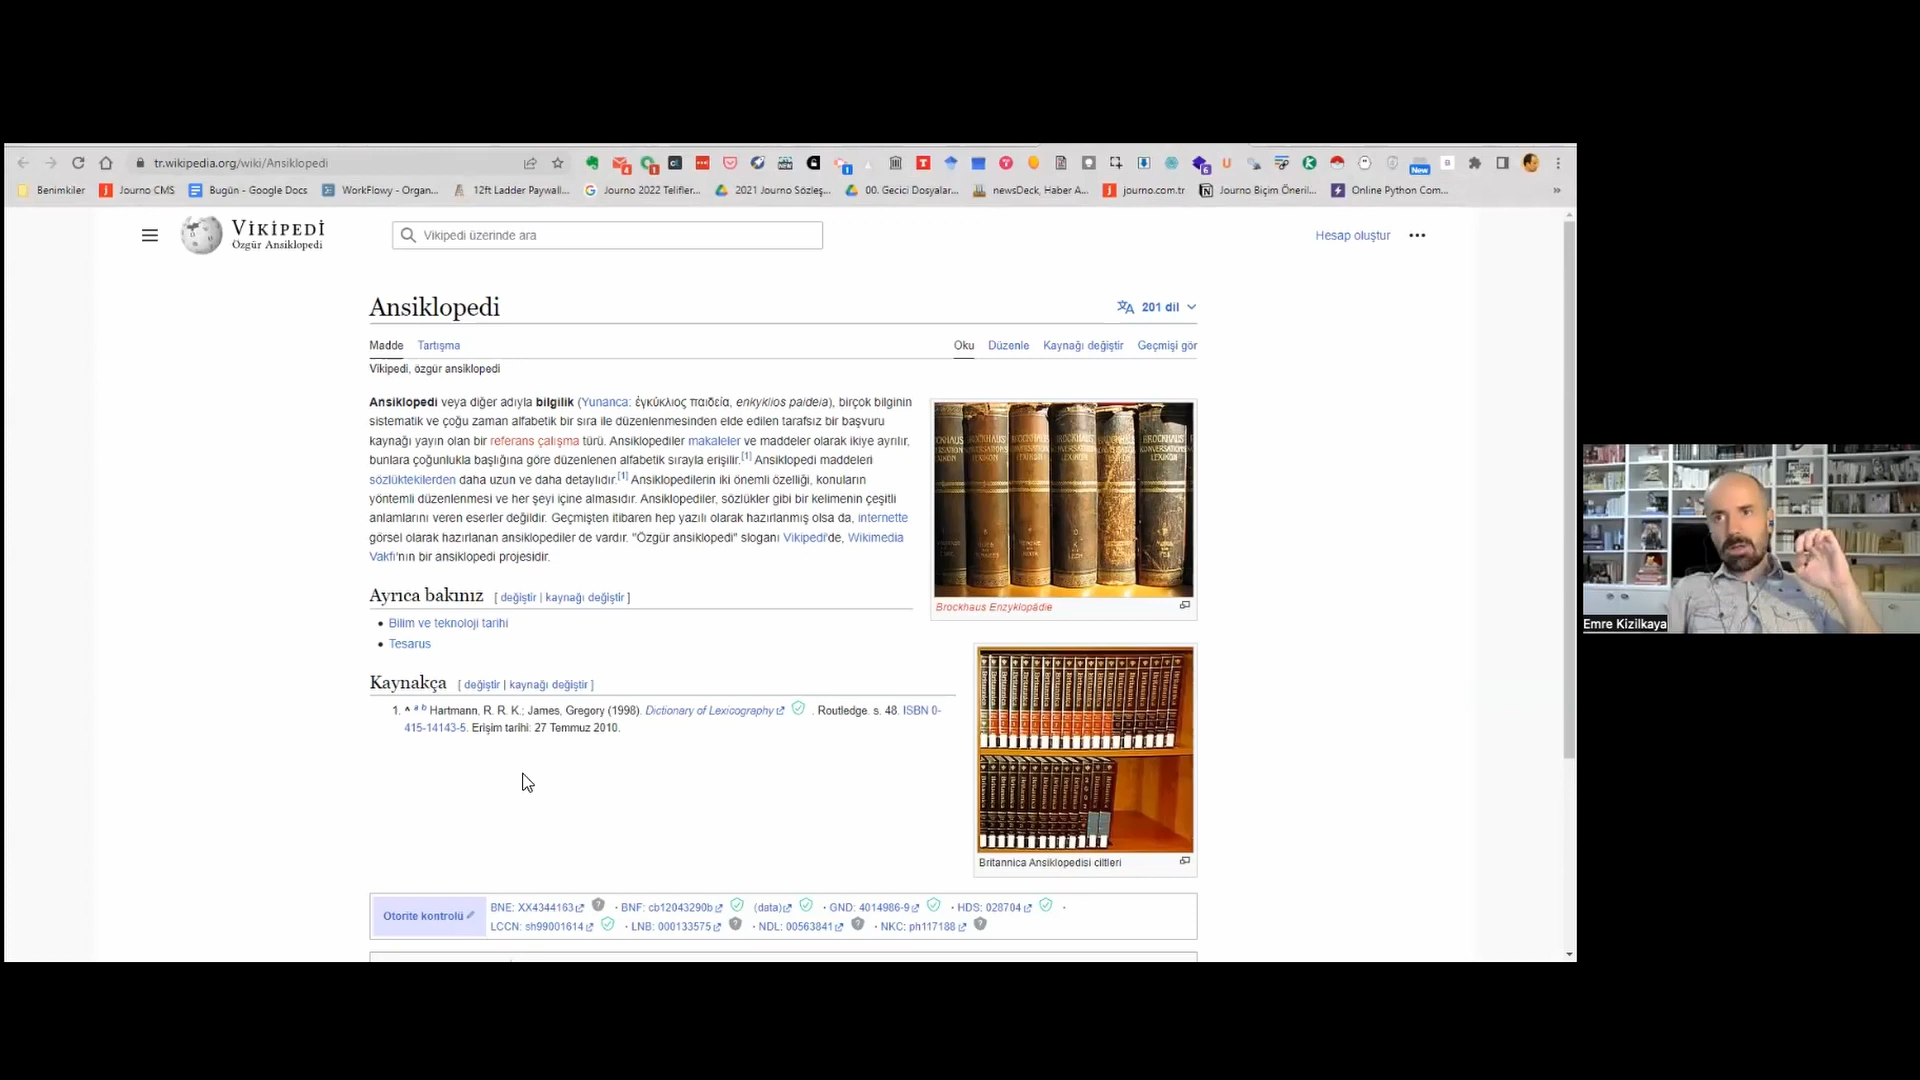 tr.wikipedia.org/wiki/Ansiklopedi
New
Benimkiler
Journo CMS
Bugün - Google Docs
WorkFlowy - Organ...
12ft Ladder Paywall...
Journo 2022 Telifler...
2021 Journo Sözleş...
00. Gecici Dosyalar...
newsDeck, Haber A...
journo.com.tr
Journo Biçim Öneril...
Online Python Com...
VİKİPEDİ
Özgür Ansiklopedi
Vikipedi üzerinde ara
Hesap oluştur
Ansiklopedi
201 dil
Madde Tartışma
Oku Düzenle Kaynağı değiştir Geçmişi gör
Vikipedi, özgür ansiklopedi
Ansiklopedi veya diğer adıyla bilgilik (Yunanca: ἐγκύκλιος παιδεία, enkyklios paideia), birçok bilginin
sistematik ve çoğu zaman alfabetik bir sıra ile düzenlenmesinden elde edilen tarafsız bir başvuru
kaynağı yayın olan bir referans çalışma türü. Ansiklopediler makaleler ve maddeler olarak ikiye ayrılır,
bunlara çoğunlukla başlığına göre düzenlenen alfabetik sırayla erişilir.[1] Ansiklopedi maddeleri
sözlüktekilerden daha uzun ve daha detaylıdır.[1] Ansiklopedilerin iki önemli özelliği, konuların
yöntemli düzenlenmesi ve her şeyi içine almasıdır. Ansiklopediler, sözlükler gibi bir kelimenin çeşitli
anlamlarını veren eserler değildir. Geçmişten itibaren hep yazılı olarak hazırlanmış olsa da, internette
görsel olarak hazırlanan ansiklopediler de vardır. "Özgür ansiklopedi" sloganı Vikipedi'de, Wikimedia
Vakfı'nın bir ansiklopedi projesidir.
BROCKHAUS
Brockhaus Enzyklopädie
Ayrıca bakınız [ değiştir | kaynağı değiştir ]
Bilim ve teknoloji tarihi
Tesarus
Kaynakça [ değiştir | kaynağı değiştir ]
1. ^ a b Hartmann, R. R. K.; James, Gregory (1998). Dictionary of Lexicography . Routledge. s. 48. ISBN 0-
415-14143-5. Erişim tarihi: 27 Temmuz 2010.
Britannica Ansiklopedisi ciltleri
Otorite kontrolü
BNE: XX4344163 · BNF: cb12043290b (data) · GND: 4014986-9 · HDS: 028704 ·
LCCN: sh99001614 · LNB: 000133575 · NDL: 00563841 · NKC: ph117188
Emre Kizilkaya